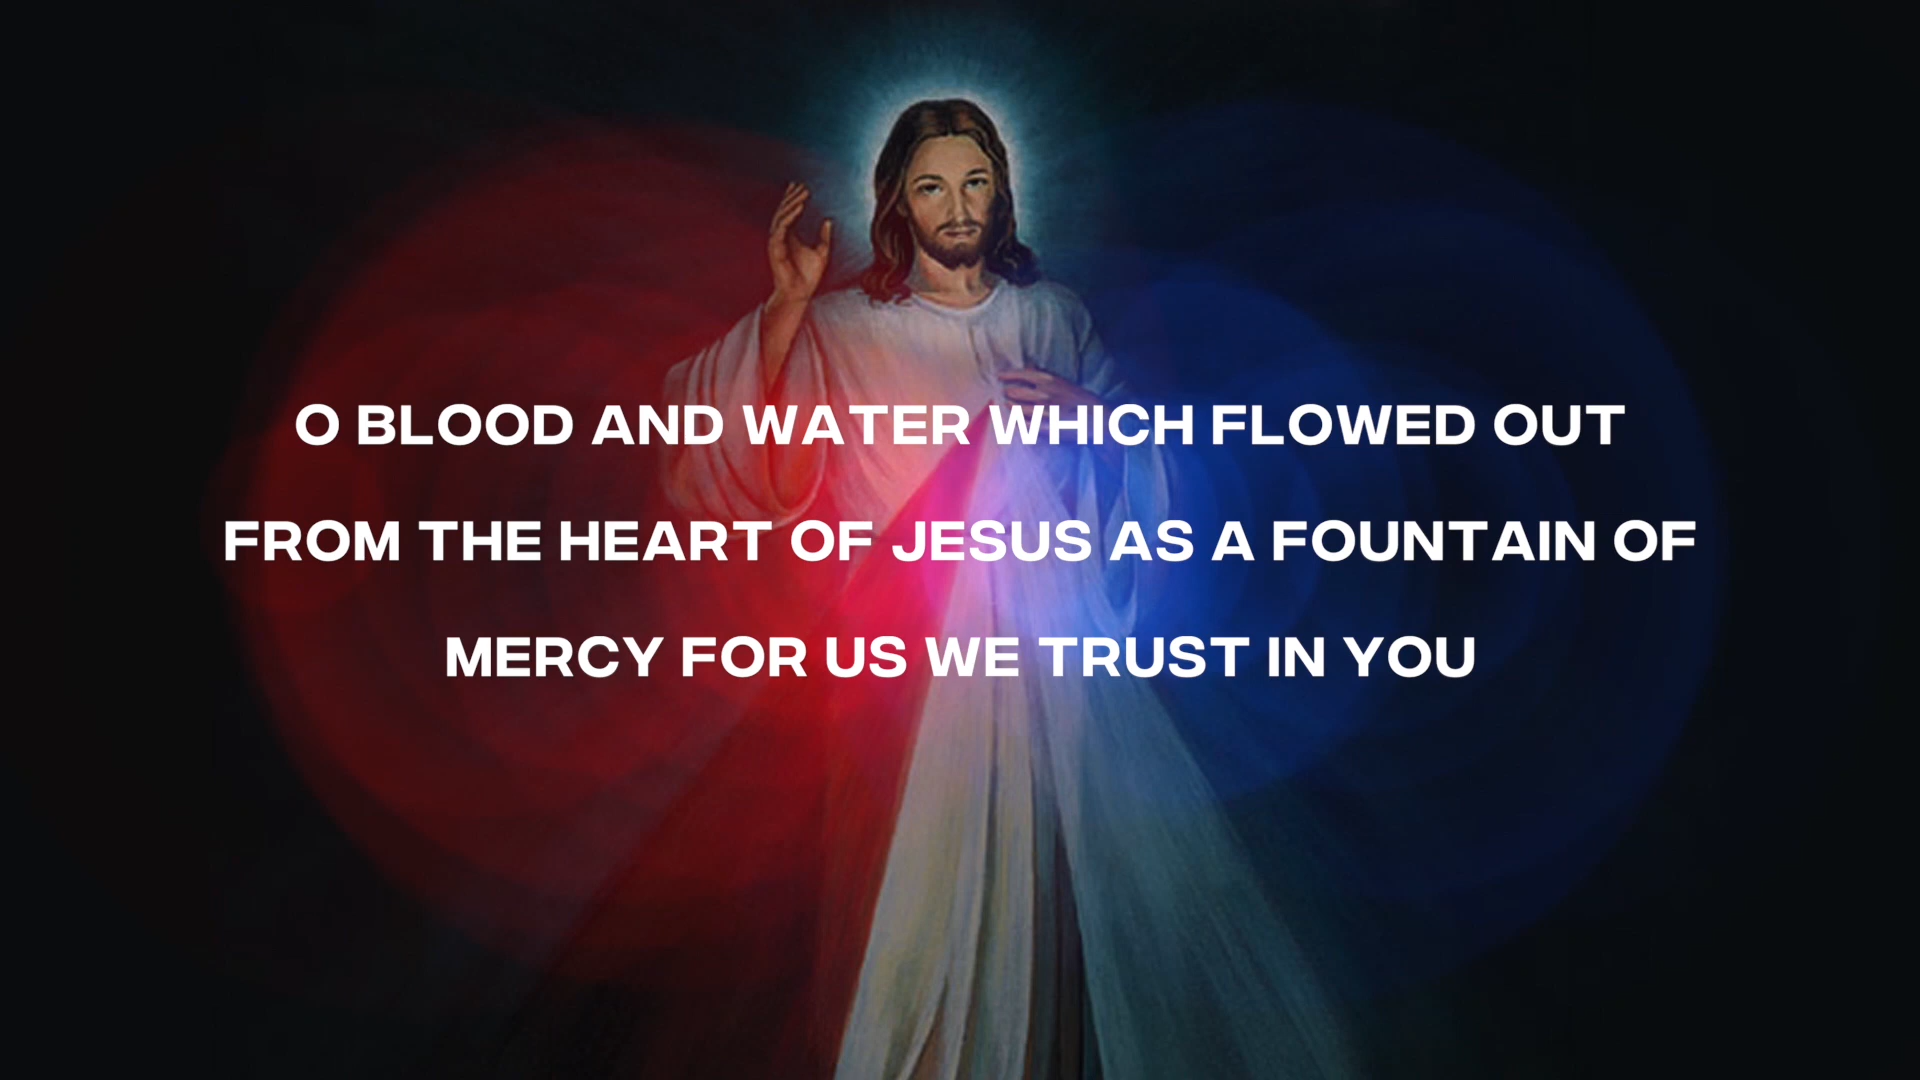 O BLOOD AND WATER WHICH FLOWED OUT
FROM THE HEART OF JESUS AS A FOUNTAIN OF
MERCY FOR US WE TRUST IN YOU